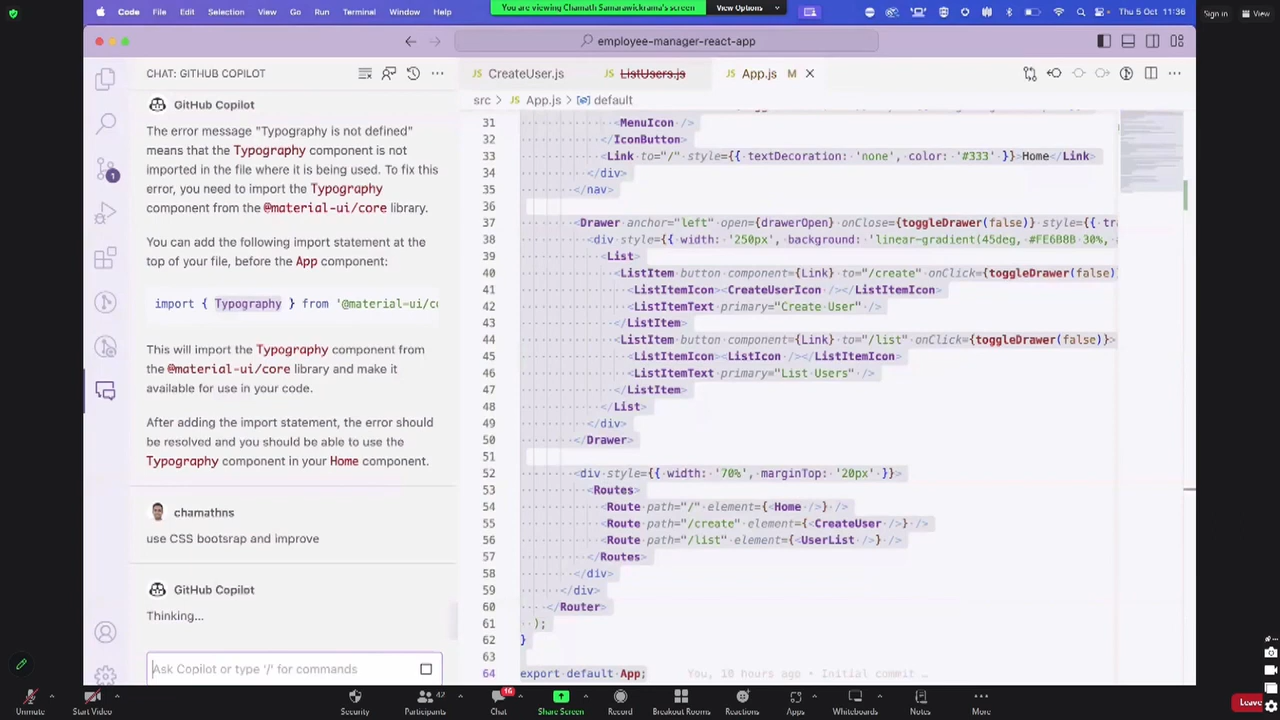 Code File Edit Selection View Go Run Terminal Window Help
You are viewing Chamath Samarawickrama's screen
View Options
Thu 5 Oct 11:36
Sign in
View
employee-manager-react-app
CHAT: GITHUB COPILOT
GitHub Copilot
The error message "Typography is not defined"
means that the Typography component is not
imported in the file where it is being used. To fix this
error, you need to import the Typography
component from the @material-ui/core library.
You can add the following import statement at the
top of your file, before the App component:
import { Typography } from '@material-ui/co
This will import the Typography component from
the @material-ui/core library and make it
available for use in your code.
After adding the import statement, the error should
be resolved and you should be able to use the
Typography component in your Home component.
chamathns
use CSS bootsrap and improve
GitHub Copilot
Thinking...
Ask Copilot or type '/' for commands
1
CreateUser.js
ListUsers.js
App.js M
src > App.js > default
31 <MenuIcon />
32 </IconButton>
33 <Link to="/" style={{ textDecoration: 'none', color: '#333' }}>Home</Link>
34 </div>
35 </nav>
36
37 <Drawer anchor="left" open={drawerOpen} onClose={toggleDrawer(false)} style={{ tr
38 <div style={{ width: '250px', background: 'linear-gradient(45deg, #FE6B8B 30%,
39 <List>
40 <ListItem button component={Link} to="/create" onClick={toggleDrawer(false)
41 <ListItemIcon><CreateUserIcon /></ListItemIcon>
42 <ListItemText primary="Create User" />
43 </ListItem>
44 <ListItem button component={Link} to="/list" onClick={toggleDrawer(false)}>
45 <ListItemIcon><ListIcon /></ListItemIcon>
46 <ListItemText primary="List Users" />
47 </ListItem>
48 </List>
49 </div>
50 </Drawer>
51
52 <div style={{ width: '70%', marginTop: '20px' }}>
53 <Routes>
54 <Route path="/" element={<Home />} />
55 <Route path="/create" element={<CreateUser />} />
56 <Route path="/list" element={<UserList />} />
57 </Routes>
58 </div>
59 </div>
60 </Router>
61 );
62 }
63
64 export default App; You, 10 hours ago • Initial commit …
Unmute
Start Video
Security
Participants 42
Chat 16
Share Screen
Record
Breakout Rooms
Reactions
Apps
Whiteboards
Notes
More
Leave